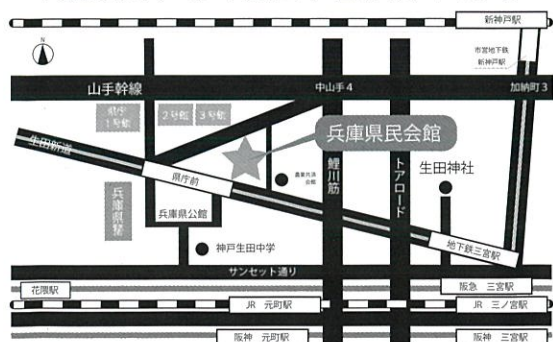 新神戸駅
N
市営地下鉄
新神戸駅
山手幹線
中山手4
加納町3
県庁
1号館
2号館
3号館
生田新道
兵庫県民会館
県庁前
農業共済
会館
鯉川筋
トアロード
生田神社
兵庫県警
兵庫県公館
神戸生田中学
地下鉄三宮駅
サンセット通り
花隈駅
阪急 三宮駅
JR 元町駅
JR 三ノ宮駅
阪神 元町駅
阪神 三宮駅